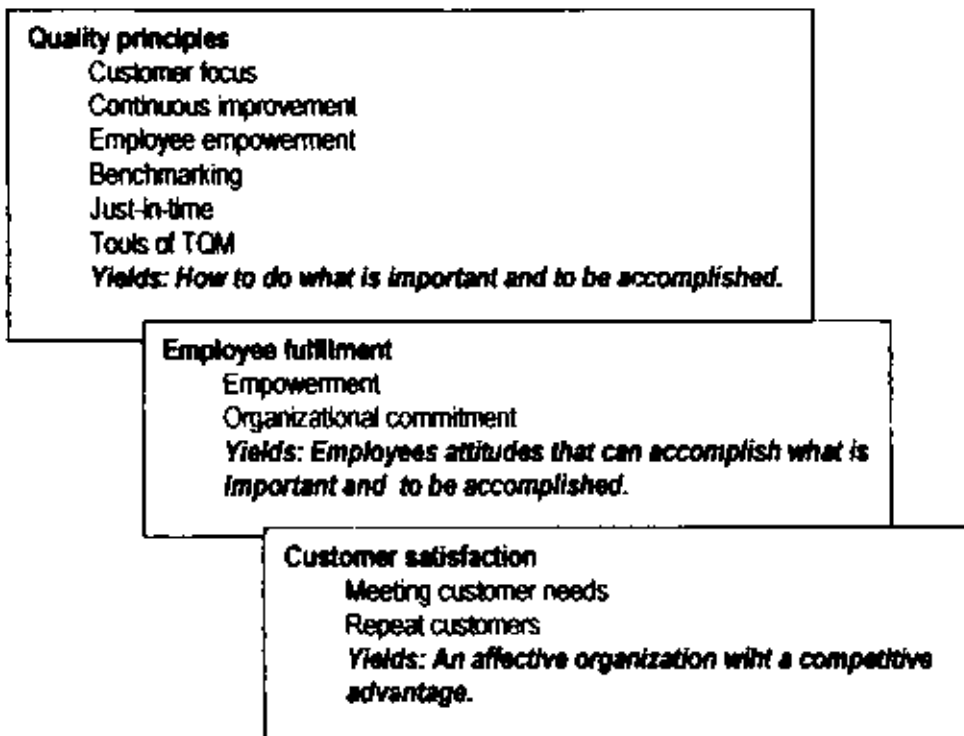 Quality principles
Customer focus
Continuous improvement
Employee empowerment
Benchmarking
Just-in-time
Touls of TQM
Yields: How to do what is important and to be accomplished.
Employee fulfillment
Empowerment
Organizational commitment
Yields: Employees attitudes that can accomplish what is
important and to be accomplished.
Customer satisfaction
Meeting customer needs
Repeat customers
Yields: An affective organization wiht a competitive
advantage.